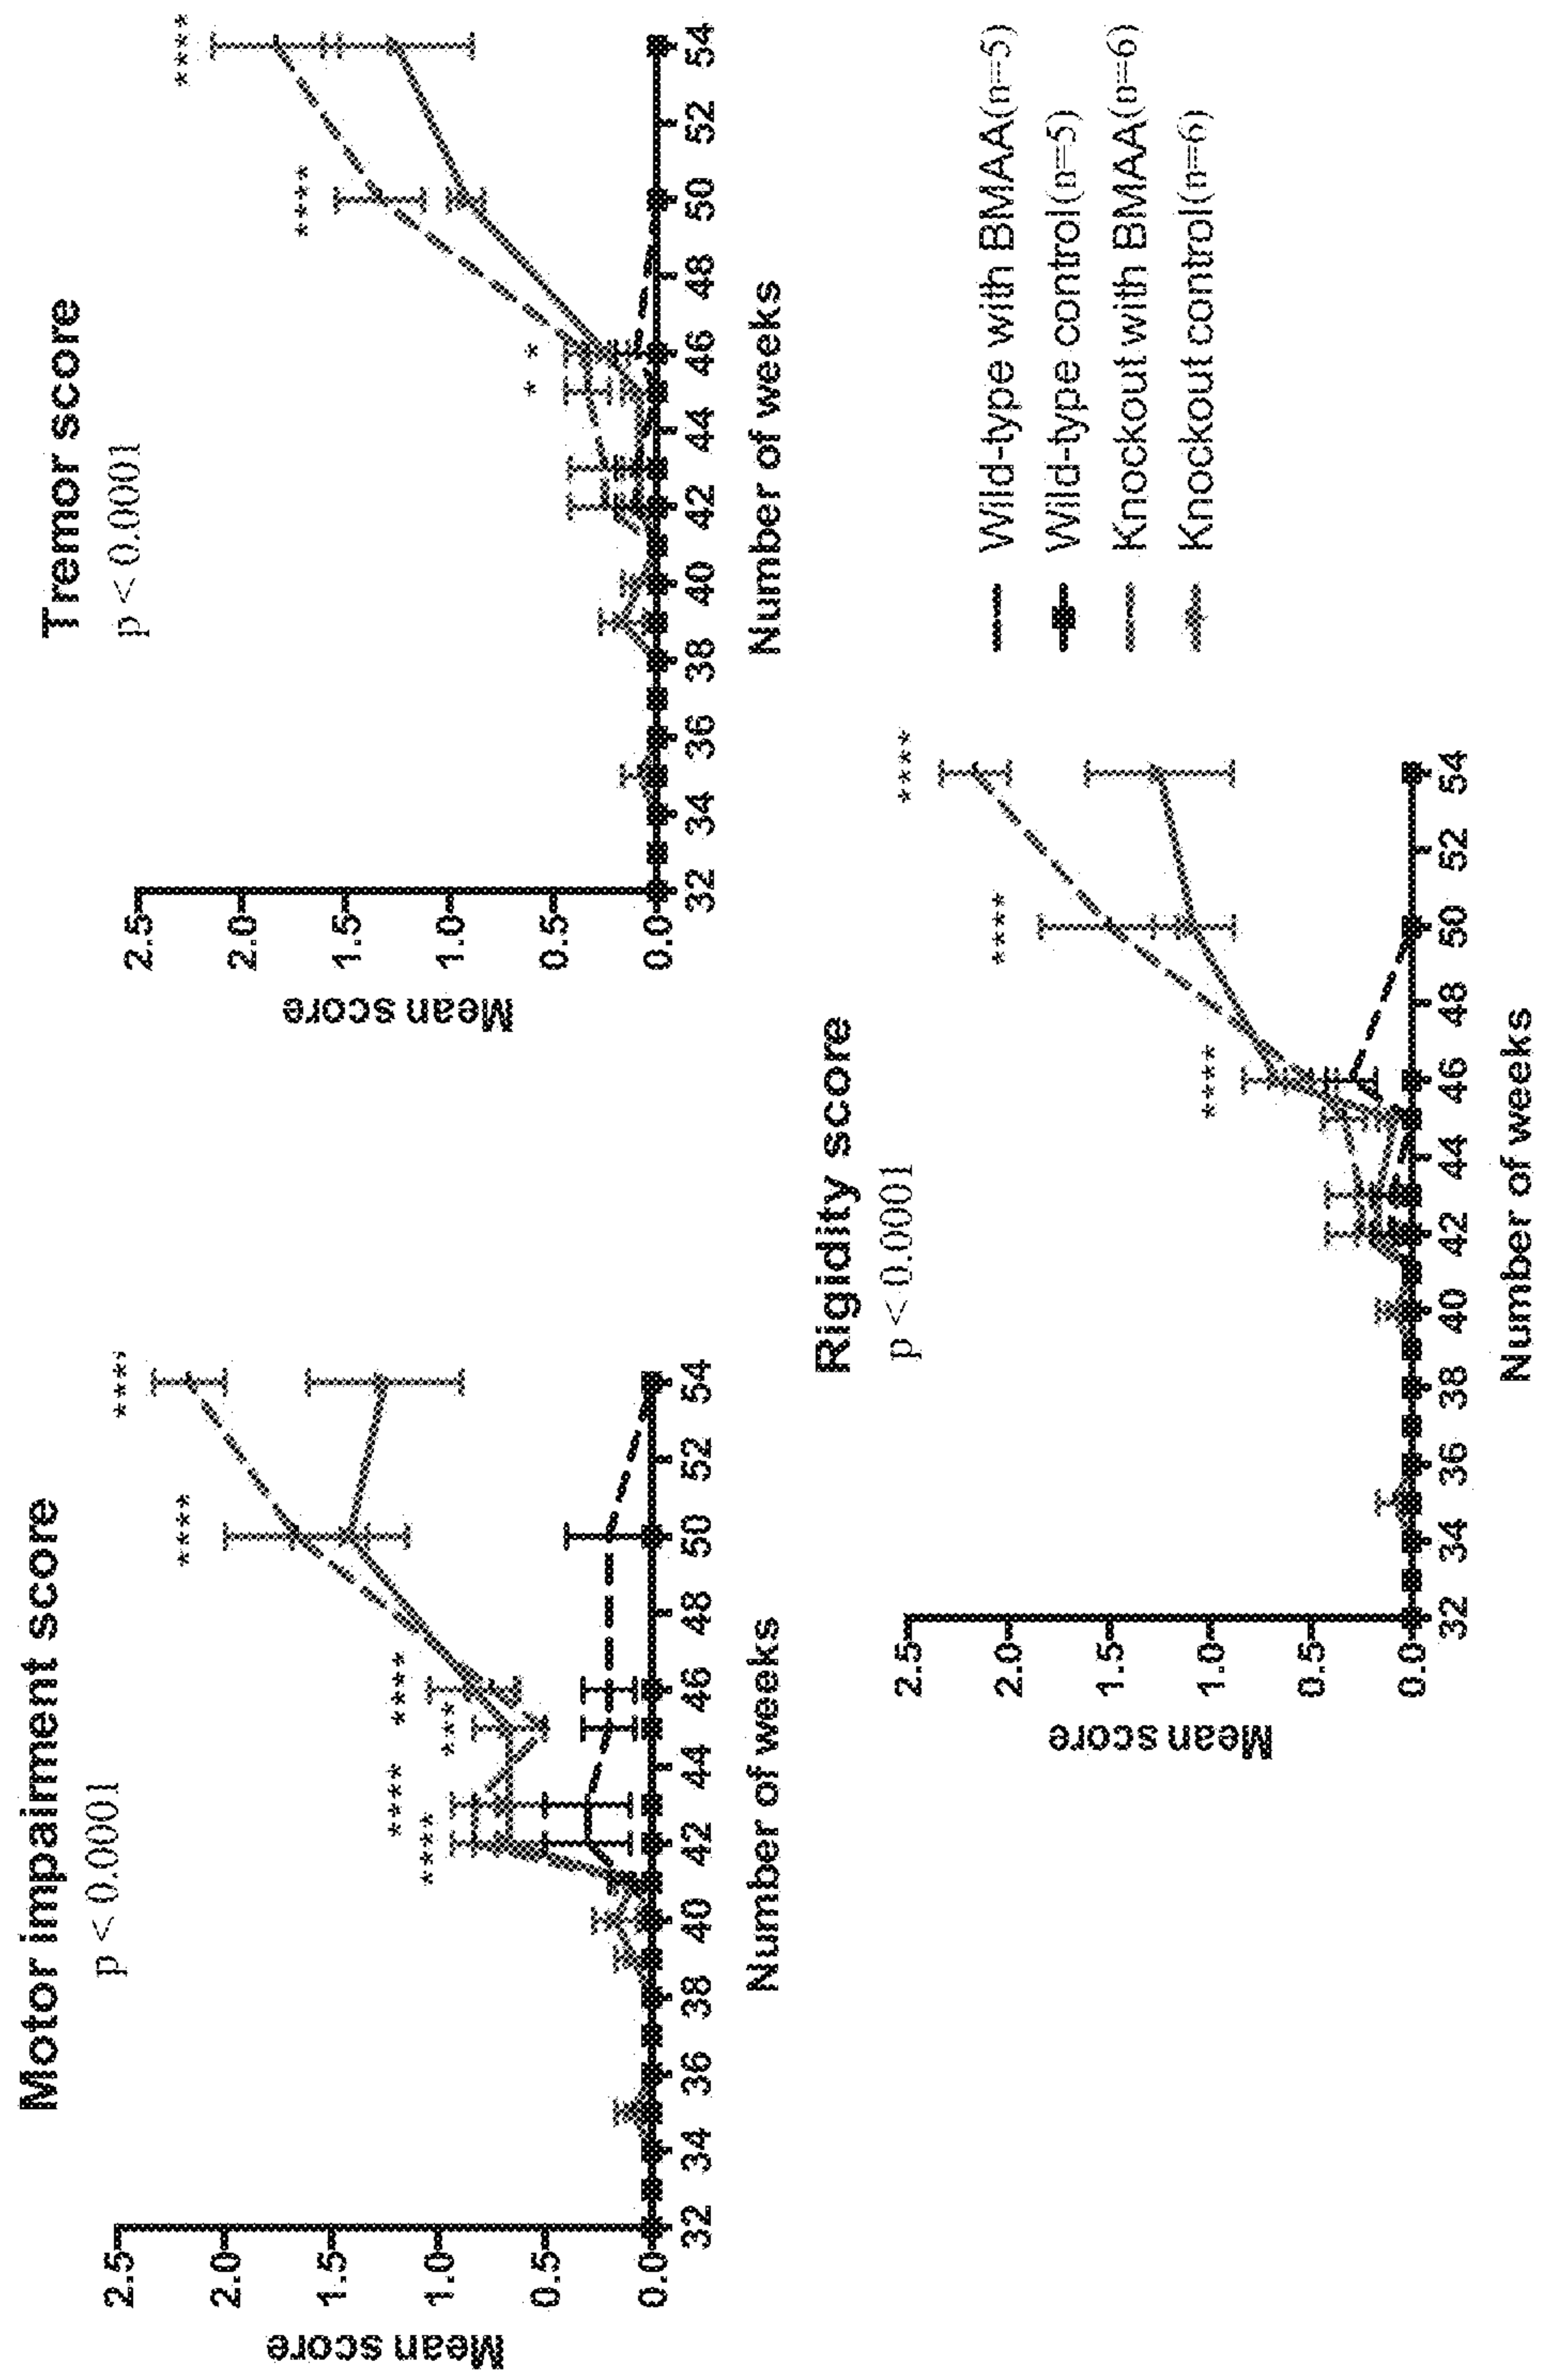 Motor impairment score
p < 0.0001
Mean score
2.5
2.0
1.5
1.0
0.5
0.0
****
****
****
****
***
****
****
32 34 36 38 40 42 44 46 48 50 52 54
Number of weeks
Tremor score
p < 0.0001
Mean score
2.5
2.0
1.5
1.0
0.5
0.0
* *
****
****
32 34 36 38 40 42 44 46 48 50 52 54
Number of weeks
Rigidity score
p < 0.0001
Mean score
2.5
2.0
1.5
1.0
0.5
0.0
****
****
****
32 34 36 38 40 42 44 46 48 50 52 54
Number of weeks
Wild-type with BMAA(n=5)
Wild-type control(n=5)
Knockout with BMAA(n=6)
Knockout control(n=6)